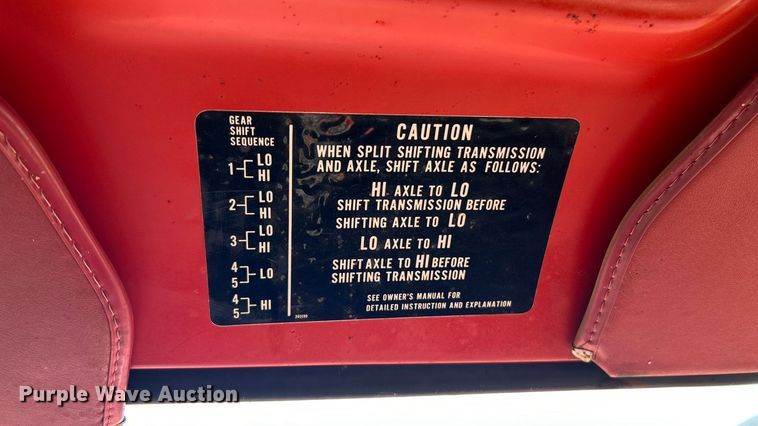 GEAR
SHIFT
SEQUENCE
1 LO
HI
2 LO
HI
3 LO
HI
4
5 LO
4
5 HI
CAUTION
WHEN SPLIT SHIFTING TRANSMISSION
AND AXLE, SHIFT AXLE AS FOLLOWS:
HI AXLE TO LO
SHIFT TRANSMISSION BEFORE
SHIFTING AXLE TO LO
LO AXLE TO HI
SHIFT AXLE TO HI BEFORE
SHIFTING TRANSMISSION
SEE OWNER'S MANUAL FOR
DETAILED INSTRUCTION AND EXPLANATION
Purple Wave Auction